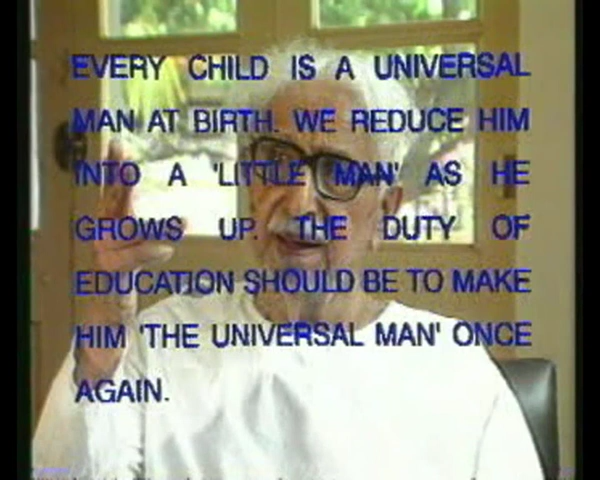 EVERY CHILD IS A UNIVERSAL
MAN AT BIRTH. WE REDUCE HIM
INTO A 'LITTLE MAN' AS HE
GROWS UP. THE DUTY OF
EDUCATION SHOULD BE TO MAKE
HIM 'THE UNIVERSAL MAN' ONCE
AGAIN.